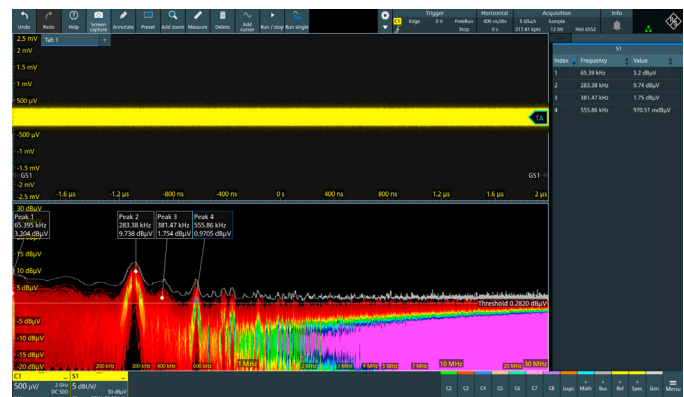 Undo Redo Help Screen capture Annotate Preset Add zoom Measure Delete Add cursor Run / stop Run single
Trigger Horizontal Acquisition Info
C1 Edge 0 V FreeRun 400 ns/div 5 GSa/s Sample
Stop 0 s 317.41 kpts 12 bit Hist 6552
2.5 mV Tab 1 +
2 mV
1.5 mV
1 mV
500 µV
TA
-500 µV
-1 mV
-1.5 mV
GS1 GS1
-2 mV
-2.5 mV -1.6 µs -1.2 µs -800 ns -400 ns 0 s 400 ns 800 ns 1.2 µs 1.6 µs 2 µs
S1
Index Frequency Value
1 65.39 kHz 3.2 dBµV
2 283.38 kHz 9.74 dBµV
3 381.47 kHz 1.75 dBµV
4 555.86 kHz 970.51 mdBµV
30 dBµV
Peak 1 Peak 2 Peak 3 Peak 4
65.395 kHz 283.38 kHz 381.47 kHz 555.86 kHz
3.204 dBµV 9.738 dBµV 1.754 dBµV 0.9705 dBµV
15 dBµV
10 dBµV
5 dBµV
Threshold 0.2820 dBµV
-5 dBµV
-10 dBµV
-15 dBµV
-20 dBµV 200 kHz 300 kHz 400 kHz 600 kHz 1 MHz 2 MHz 3 MHz 4 MHz 5 MHz 7 MHz 10 MHz 20 MHz 30 MHz
C1 S1
500 µV/ 2 GHz DC 50Ω 5 dBUV/ 30 dBµV
C2 C3 C4 C5 C6 C7 C8 Logic Math Bus Ref Spec Gen Menu